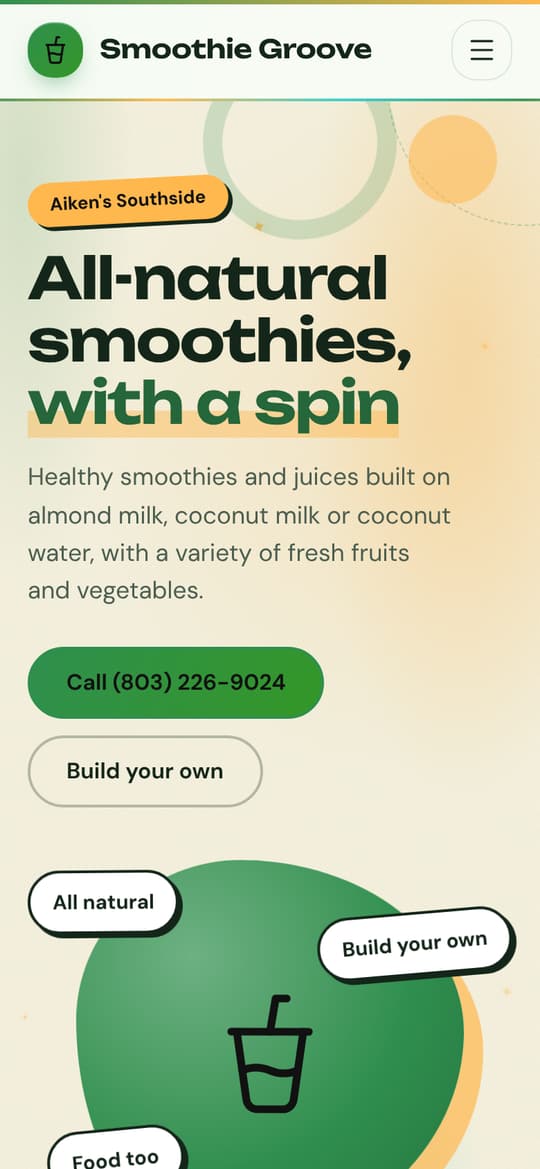 Smoothie Groove
Aiken's Southside
All-natural
smoothies,
with a spin
Healthy smoothies and juices built on
almond milk, coconut milk or coconut
water, with a variety of fresh fruits
and vegetables.
Call (803) 226-9024
Build your own
All natural
Build your own
Food too